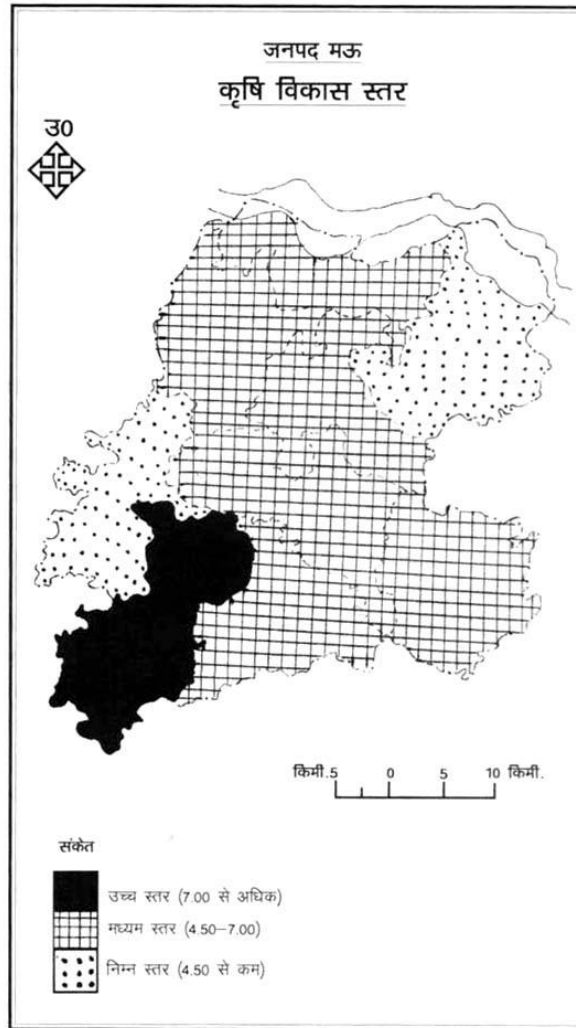 जनपद मऊ
कृषि विकास स्तर
उ0
किमी.5 0 5 10 किमी.
संकेत
उच्च स्तर (7.00 से अधिक)
मध्यम स्तर (4.50–7.00)
निम्न स्तर (4.50 से कम)